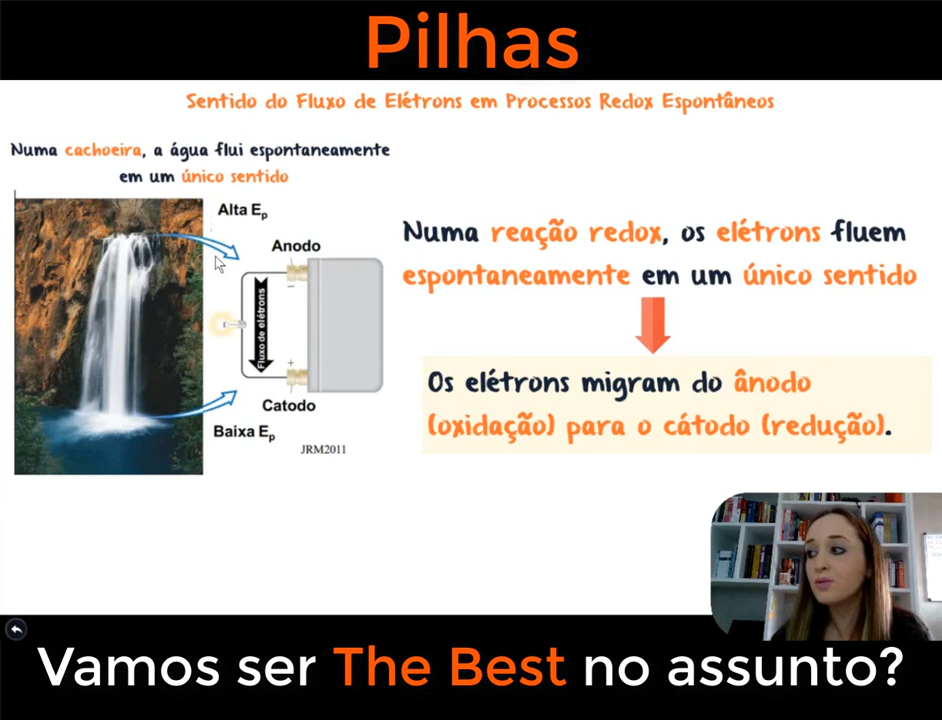 Pilhas
Sentido do Fluxo de Elétrons em Processos Redox Espontâneos
Numa cachoeira, a água flui espontaneamente
em um único sentido
Alta Ep
Anodo
−
Fluxo de elétrons
+
Catodo
Baixa Ep
JRM2011
Numa reação redox, os elétrons fluem
espontaneamente em um único sentido
Os elétrons migram do ânodo
(oxidação) para o cátodo (redução).
Vamos ser The Best no assunto?